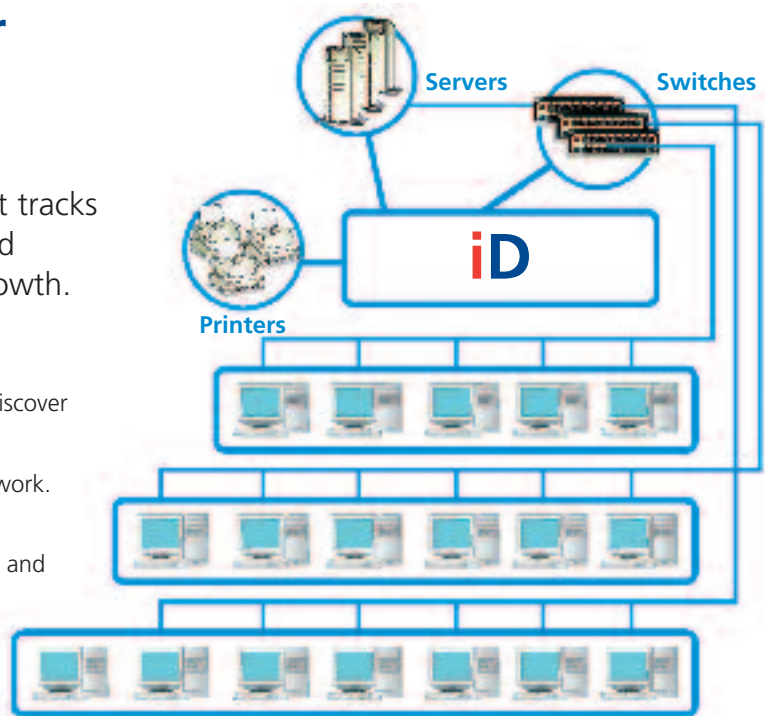 r
t tracks
d
owth.
iscover
work.
and
Servers
Switches
iD
Printers